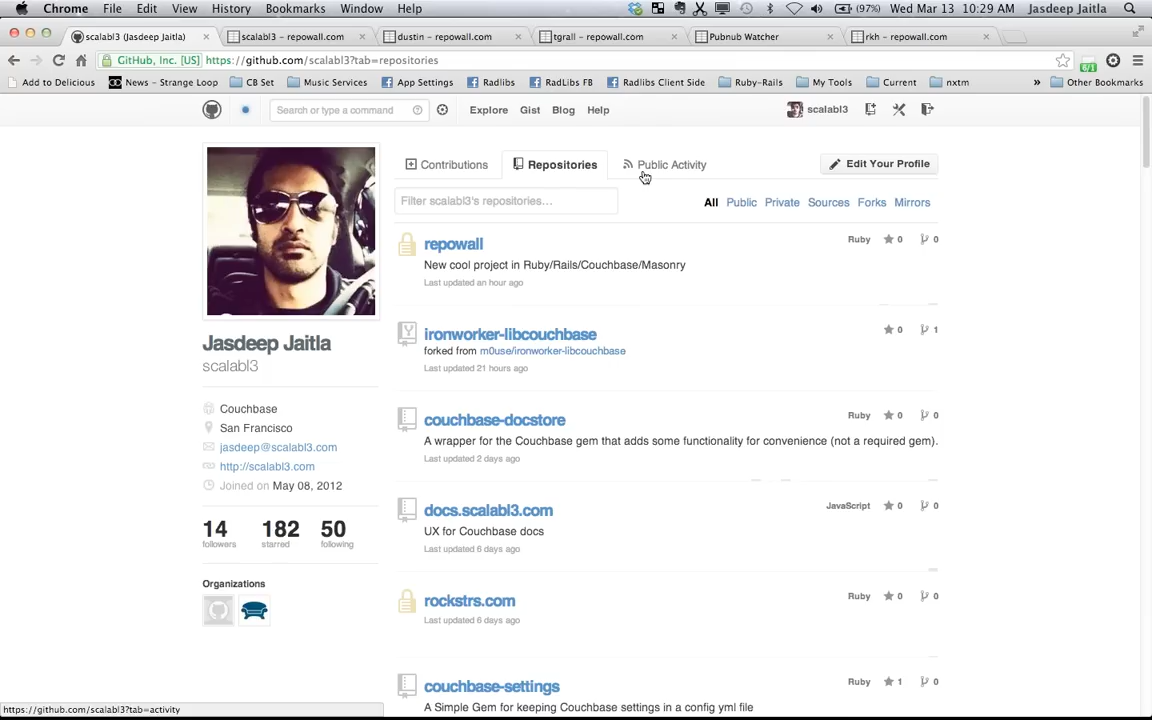 Chrome File Edit View History Bookmarks Window Help (97%) Wed Mar 13 10:29 AM Jasdeep Jaitla
scalabl3 (Jasdeep Jaitla) scalabl3 – repowall.com dustin – repowall.com tgrall – repowall.com Pubnub Watcher rkh – repowall.com
GitHub, Inc. [US] https://github.com/scalabl3?tab=repositories
Add to Delicious News – Strange Loop CB Set Music Services App Settings Radlibs RadLibs FB Radlibs Client Side Ruby-Rails My Tools Current nxtm » Other Bookmarks
Search or type a command Explore Gist Blog Help scalabl3
Contributions Repositories Public Activity Edit Your Profile
Filter scalabl3's repositories… All Public Private Sources Forks Mirrors
repowall Ruby 0 0
New cool project in Ruby/Rails/Couchbase/Masonry
Last updated an hour ago
ironworker-libcouchbase 0 1
forked from m0use/ironworker-libcouchbase
Last updated 21 hours ago
couchbase-docstore Ruby 0 0
A wrapper for the Couchbase gem that adds some functionality for convenience (not a required gem).
Last updated 2 days ago
docs.scalabl3.com JavaScript 0 0
UX for Couchbase docs
Last updated 6 days ago
rockstrs.com Ruby 0 0
Last updated 6 days ago
couchbase-settings Ruby 1 0
A Simple Gem for keeping Couchbase settings in a config yml file
Jasdeep Jaitla
scalabl3
Couchbase
San Francisco
jasdeep@scalabl3.com
http://scalabl3.com
Joined on May 08, 2012
14 182 50
followers starred following
Organizations
https://github.com/scalabl3?tab=activity